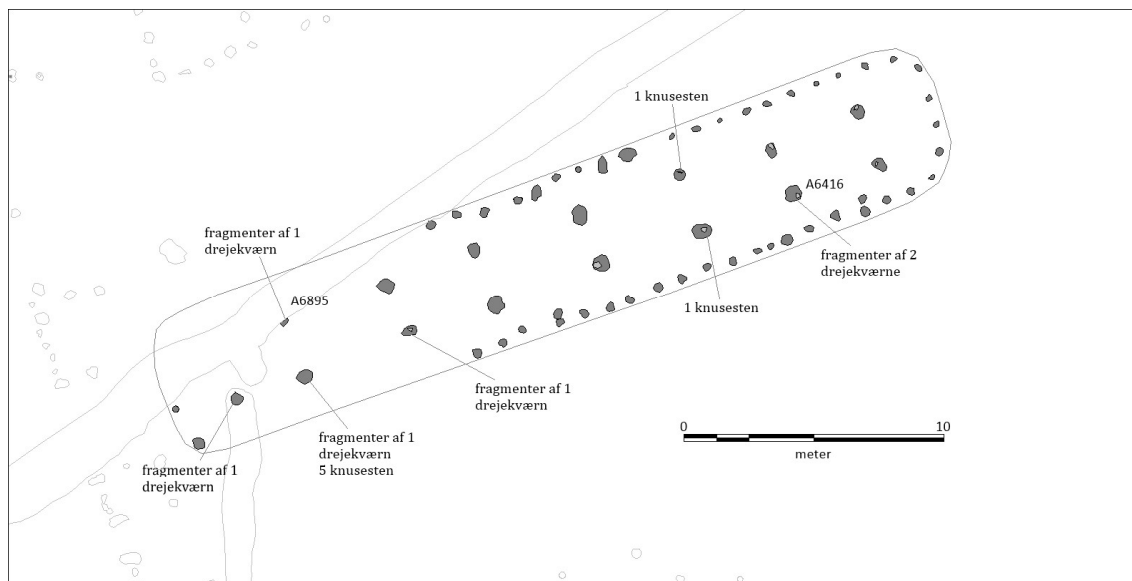 1 knusesten
A6416
fragmenter af 2
drejekværne
fragmenter af 1
drejekværn
A6895
1 knusesten
fragmenter af 1
drejekværn
fragmenter af 1
drejekværn
5 knusesten
fragmenter af 1
drejekværn
0
10
meter